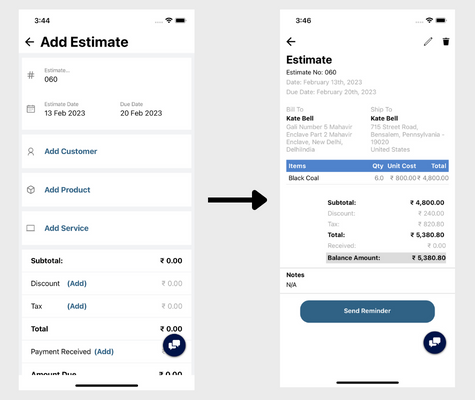 3:44
Add Estimate
#
Estimate...
060
Estimate Date
Due Date
13 Feb 2023
20 Feb 2023
Add Customer
Add Product
Add Service
Subtotal: ₹ 0.00
Discount (Add) ₹ 0.00
Tax (Add) ₹ 0.00
Total ₹ 0.00
Payment Received (Add)
Amount Due ₹ 0.00
3:46
Estimate
Estimate No: 060
Date: February 13th, 2023
Due Date: February 20th, 2023
Bill To
Kate Bell
Gali Number 5 Mahavir
Enclave Part 2 Mahavir
Enclave, New Delhi,
DelhiIndia
Ship To
Kate Bell
715 Street Road,
Bensalem, Pennsylvania -
19020
United States
Items Qty Unit Cost Total
Black Coal 6.0 ₹ 800.00 ₹ 4,800.00
Subtotal: ₹ 4,800.00
Discount: ₹ 240.00
Tax: ₹ 820.80
Total: ₹ 5,380.80
Received: ₹ 0.00
Balance Amount: ₹ 5,380.80
Notes
N/A
Send Reminder